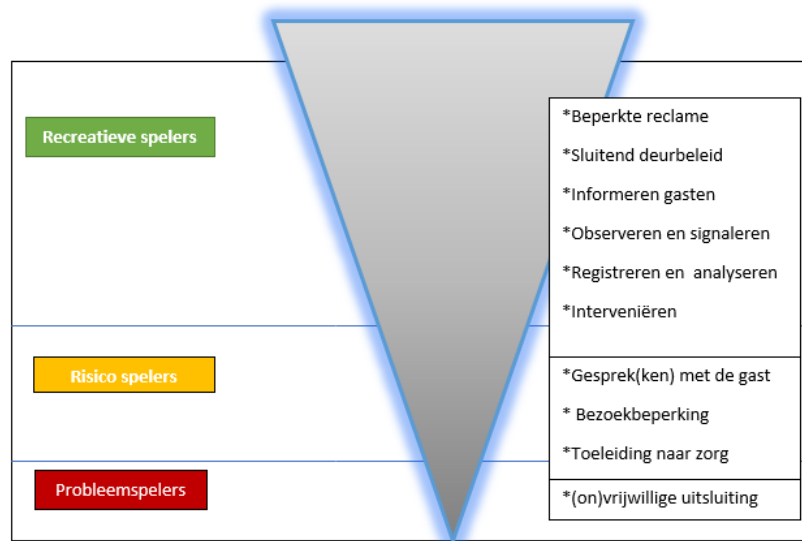 Recreatieve spelers
*Beperkte reclame
*Sluitend deurbeleid
*Informeren gasten
*Observeren en signaleren
*Registreren en  analyseren
*Interveniëren
Risico spelers
*Gesprek(ken) met de gast
* Bezoekbeperking
*Toeleiding naar zorg
Probleemspelers
*(on)vrijwillige uitsluiting